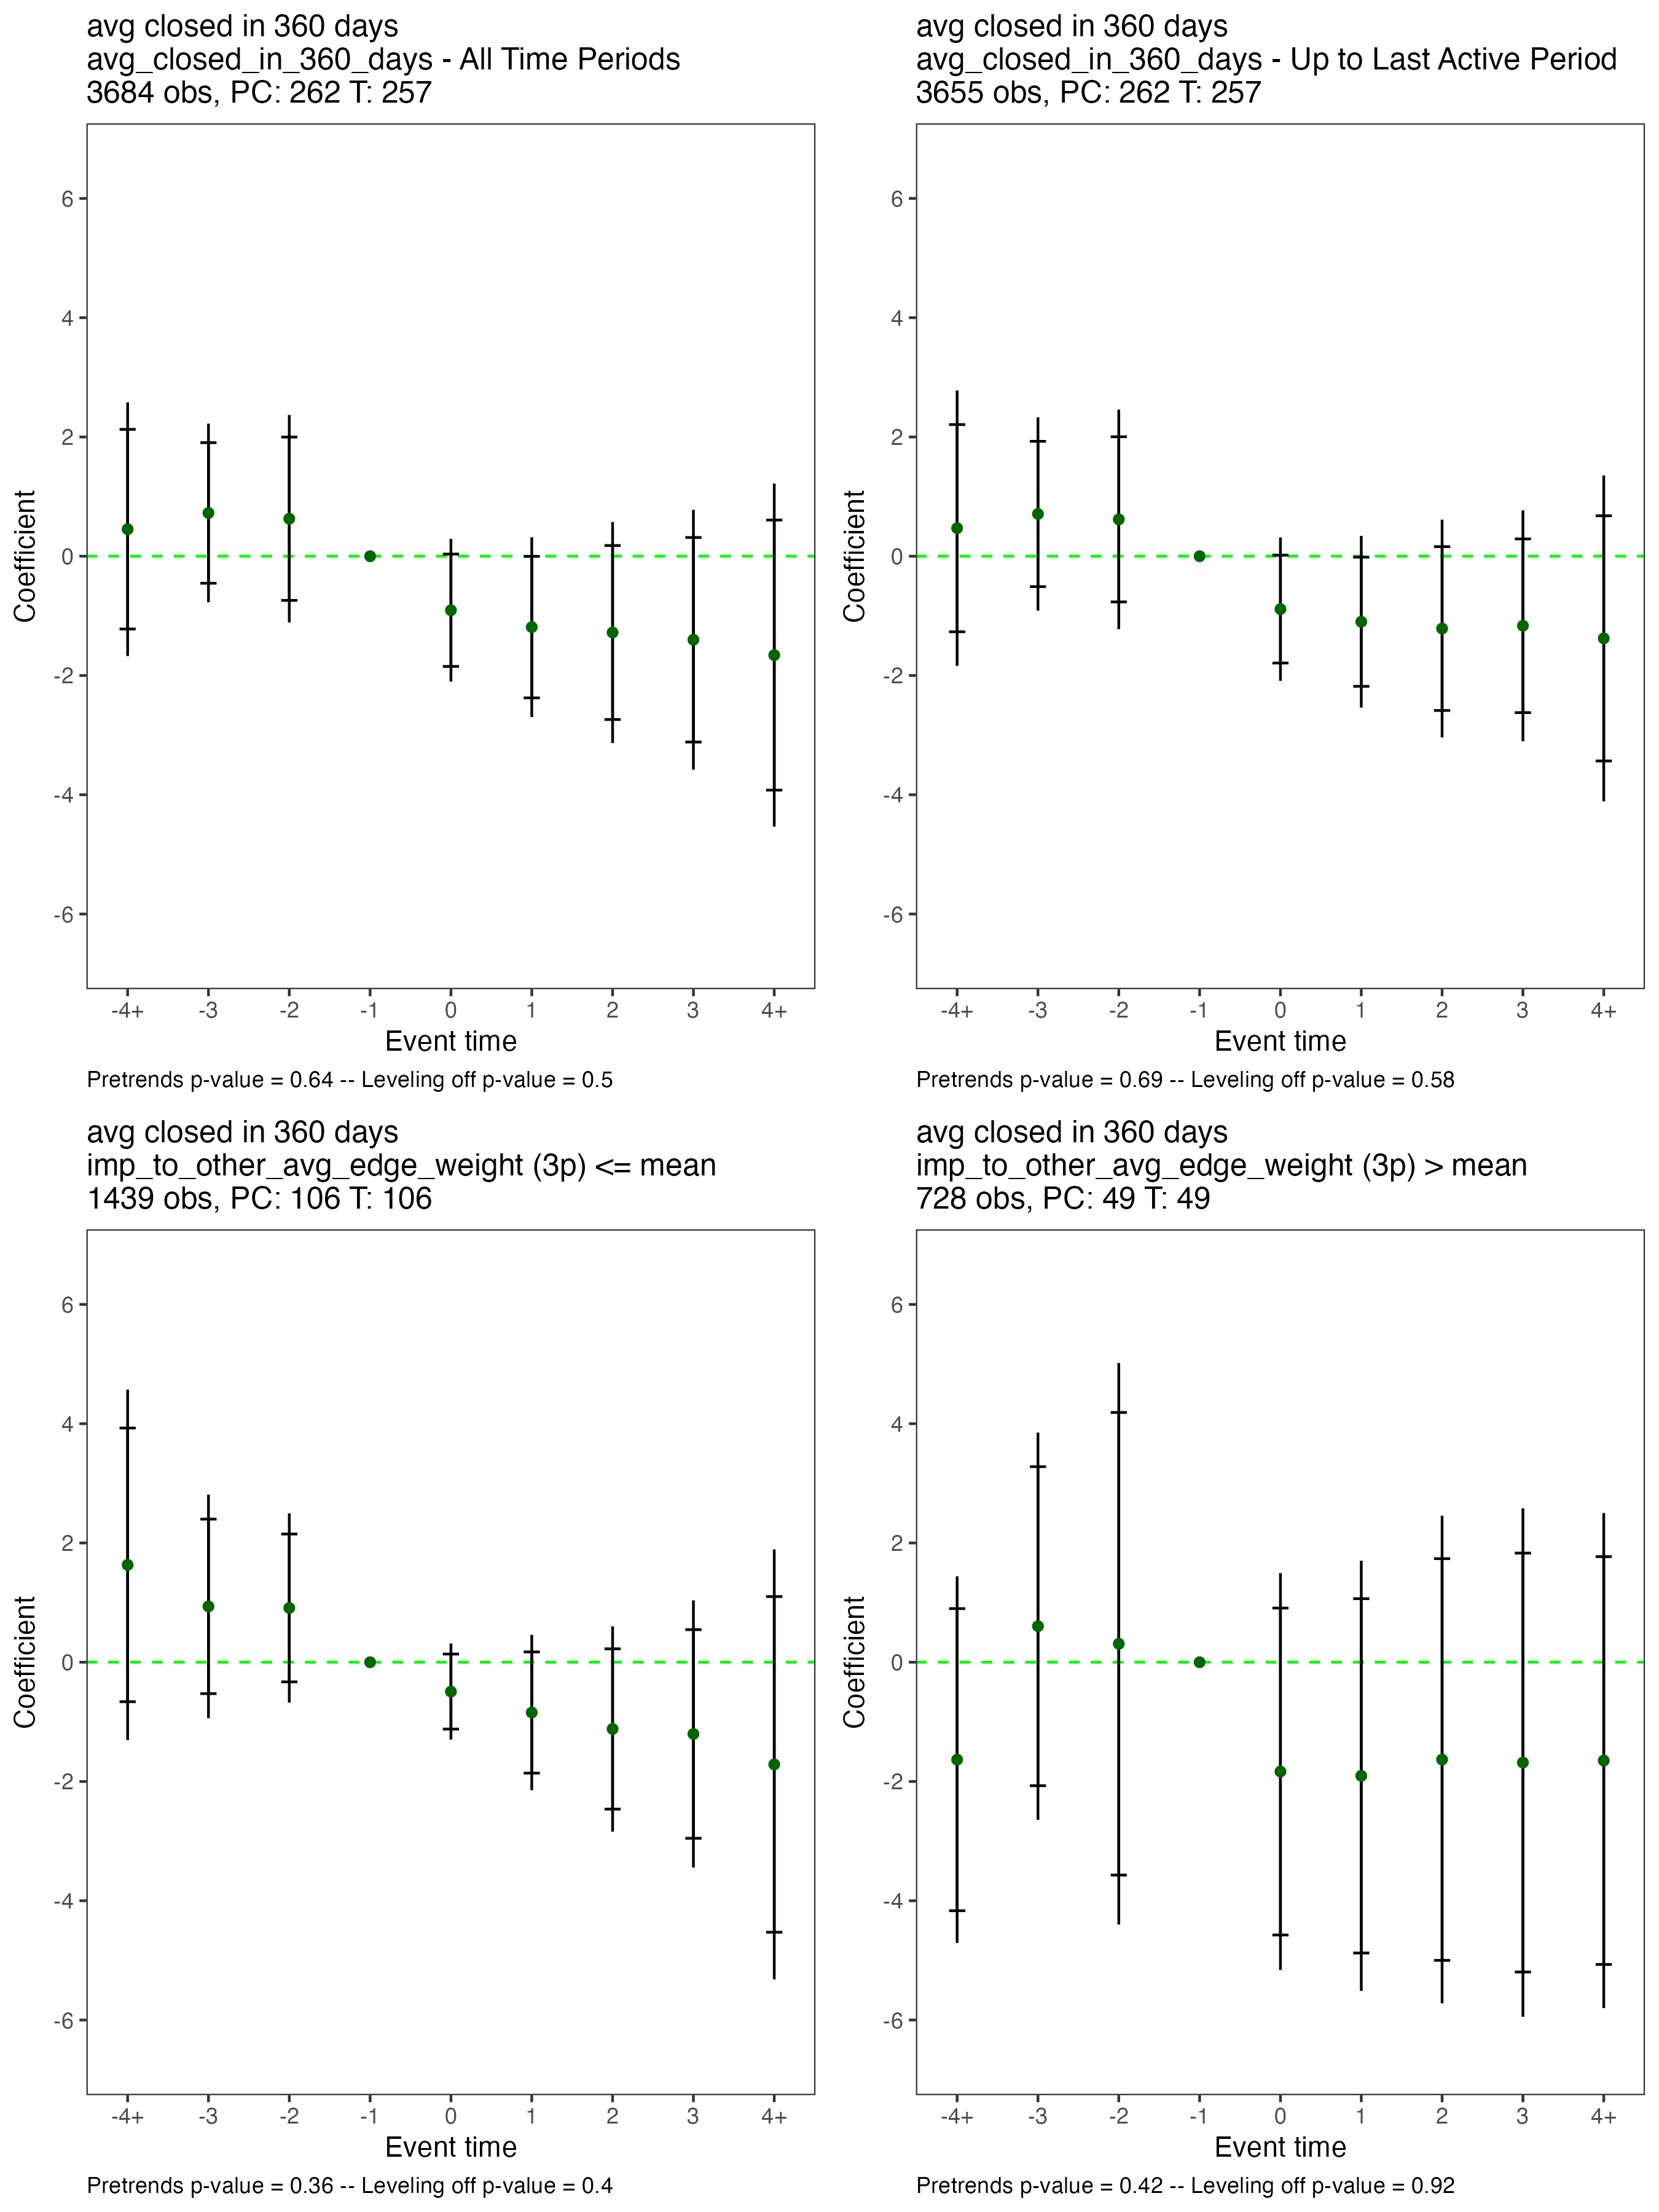 avg closed in 360 days
avg_closed_in_360_days - All Time Periods
3684 obs, PC: 262 T: 257
Coefficient
6
4
2
0
-2
-4
-6
-4+ -3 -2 -1 0 1 2 3 4+
Event time
Pretrends p-value = 0.64 -- Leveling off p-value = 0.5
avg closed in 360 days
avg_closed_in_360_days - Up to Last Active Period
3655 obs, PC: 262 T: 257
Coefficient
6
4
2
0
-2
-4
-6
-4+ -3 -2 -1 0 1 2 3 4+
Event time
Pretrends p-value = 0.69 -- Leveling off p-value = 0.58
avg closed in 360 days
imp_to_other_avg_edge_weight (3p) <= mean
1439 obs, PC: 106 T: 106
Coefficient
6
4
2
0
-2
-4
-6
-4+ -3 -2 -1 0 1 2 3 4+
Event time
Pretrends p-value = 0.36 -- Leveling off p-value = 0.4
avg closed in 360 days
imp_to_other_avg_edge_weight (3p) > mean
728 obs, PC: 49 T: 49
Coefficient
6
4
2
0
-2
-4
-6
-4+ -3 -2 -1 0 1 2 3 4+
Event time
Pretrends p-value = 0.42 -- Leveling off p-value = 0.92